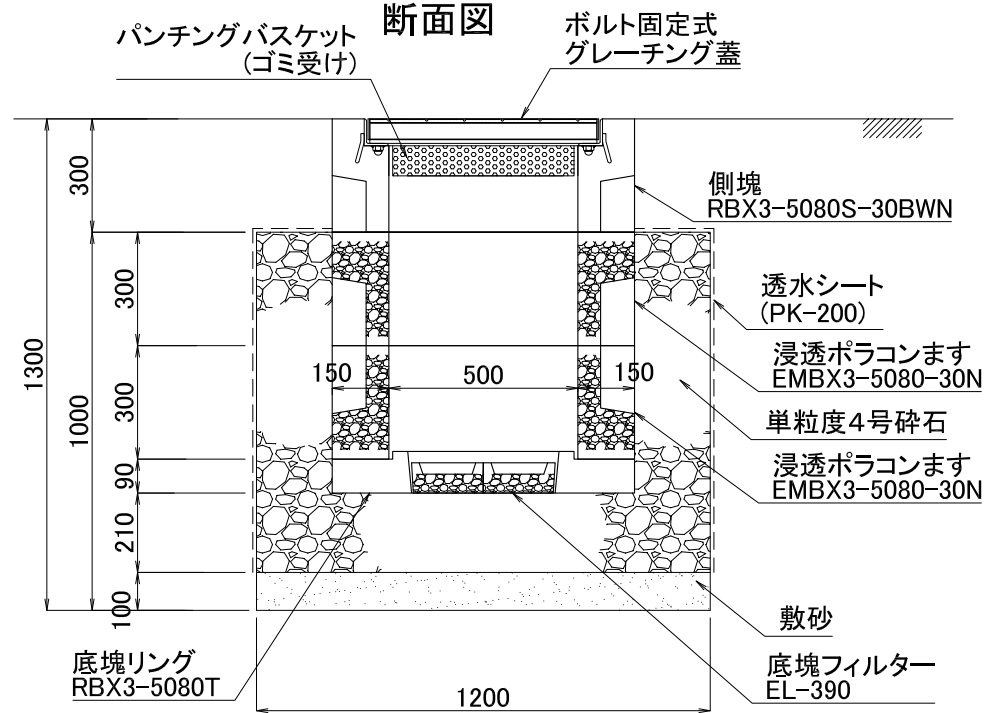 断面図
パンチングバスケット
(ゴミ受け)
ボルト固定式
グレーチング蓋
側塊
RBX3-5080S-30BWN
透水シート
(PK-200)
浸透ポラコンます
EMBX3-5080-30N
単粒度4号砕石
浸透ポラコンます
EMBX3-5080-30N
敷砂
底塊フィルター
EL-390
底塊リング
RBX3-5080T
1300
300
1000
300
300
90
210
100
150
500
150
1200